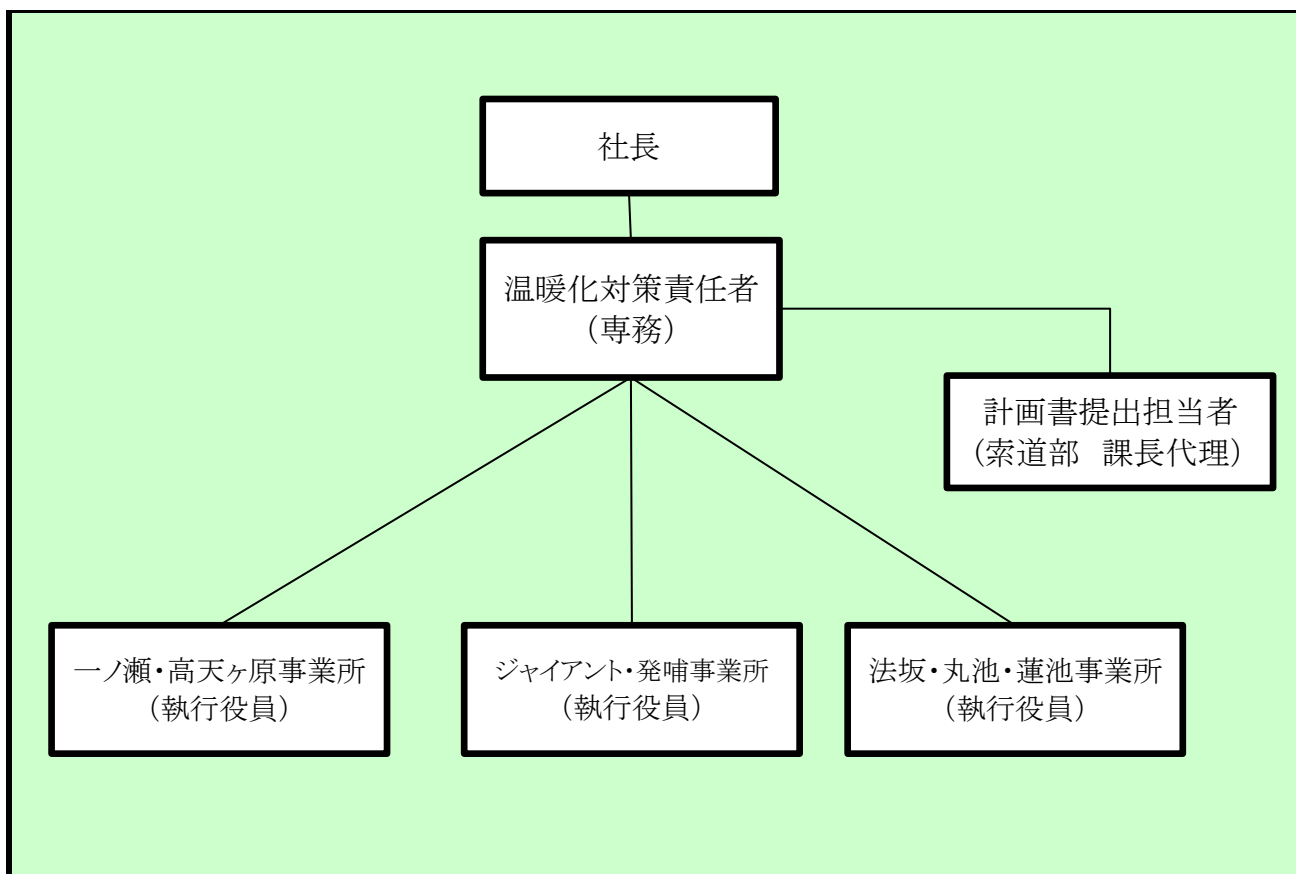 社長
温暖化対策責任者
（専務）
計画書提出担当者
（索道部　課長代理）
一ノ瀬・高天ヶ原事業所
（執行役員）
ジャイアント・発哺事業所
（執行役員）
法坂・丸池・蓮池事業所
（執行役員）